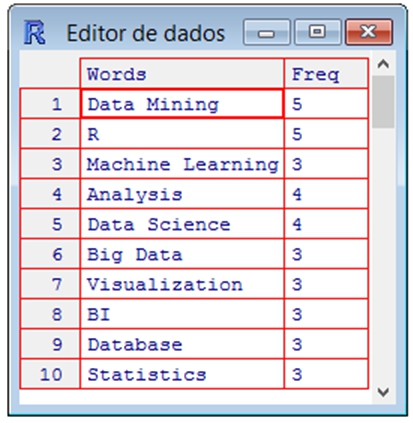 R Editor de dados
Words Freq
1 Data Mining 5
2 R 5
3 Machine Learning 3
4 Analysis 4
5 Data Science 4
6 Big Data 3
7 Visualization 3
8 BI 3
9 Database 3
10 Statistics 3